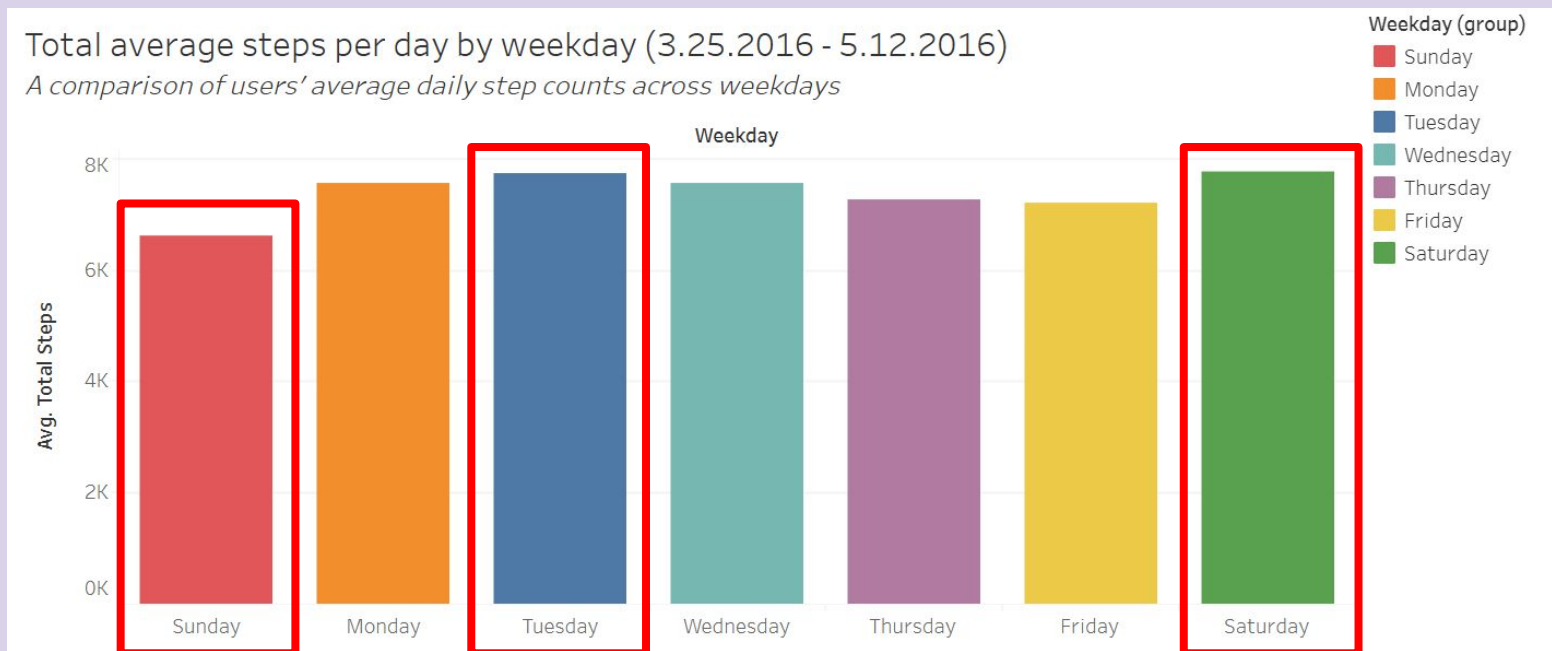 Total average steps per day by weekday (3.25.2016 - 5.12.2016)
A comparison of users' average daily step counts across weekdays
Weekday
8K
6K
4K
2K
0K
Avg. Total Steps
Sunday
Monday
Tuesday
Wednesday
Thursday
Friday
Saturday
Weekday (group)
Sunday
Monday
Tuesday
Wednesday
Thursday
Friday
Saturday